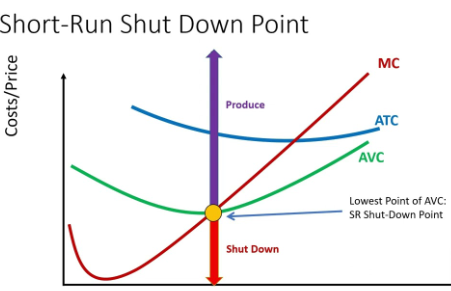 Short-Run Shut Down Point
Costs/Price
MC
Produce
ATC
AVC
Lowest Point of AVC:
SR Shut-Down Point
Shut Down